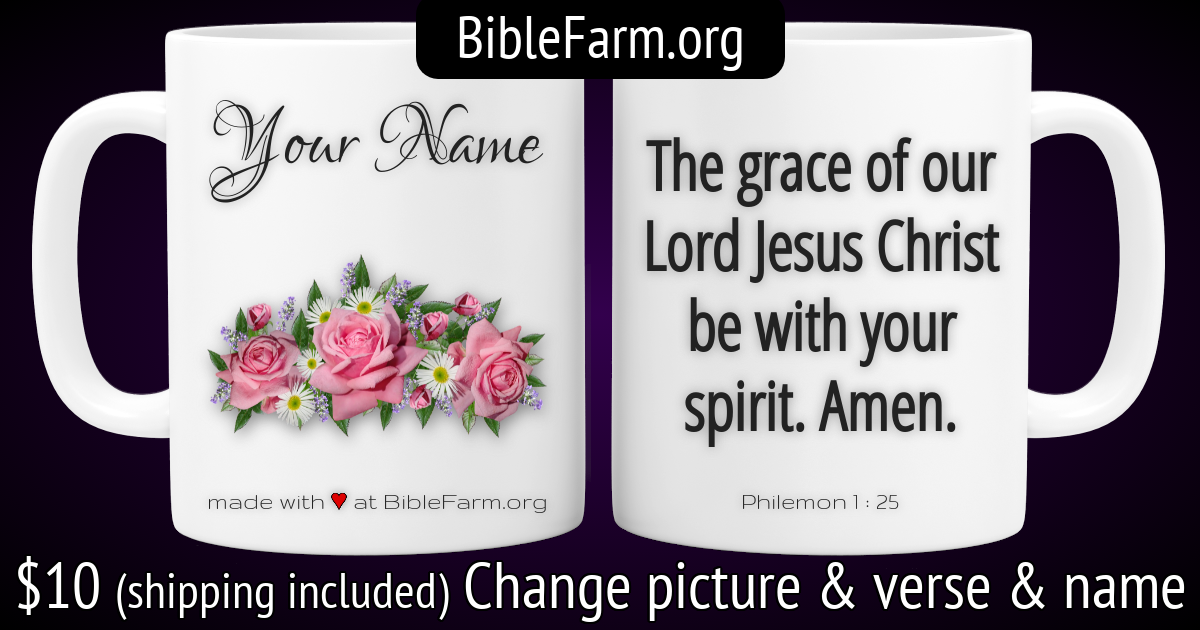 BibleFarm.org
Your Name
made with ♥ at BibleFarm.org
The grace of our
Lord Jesus Christ
be with your
spirit. Amen.
Philemon 1 : 25
$10 (shipping included) Change picture & verse & name